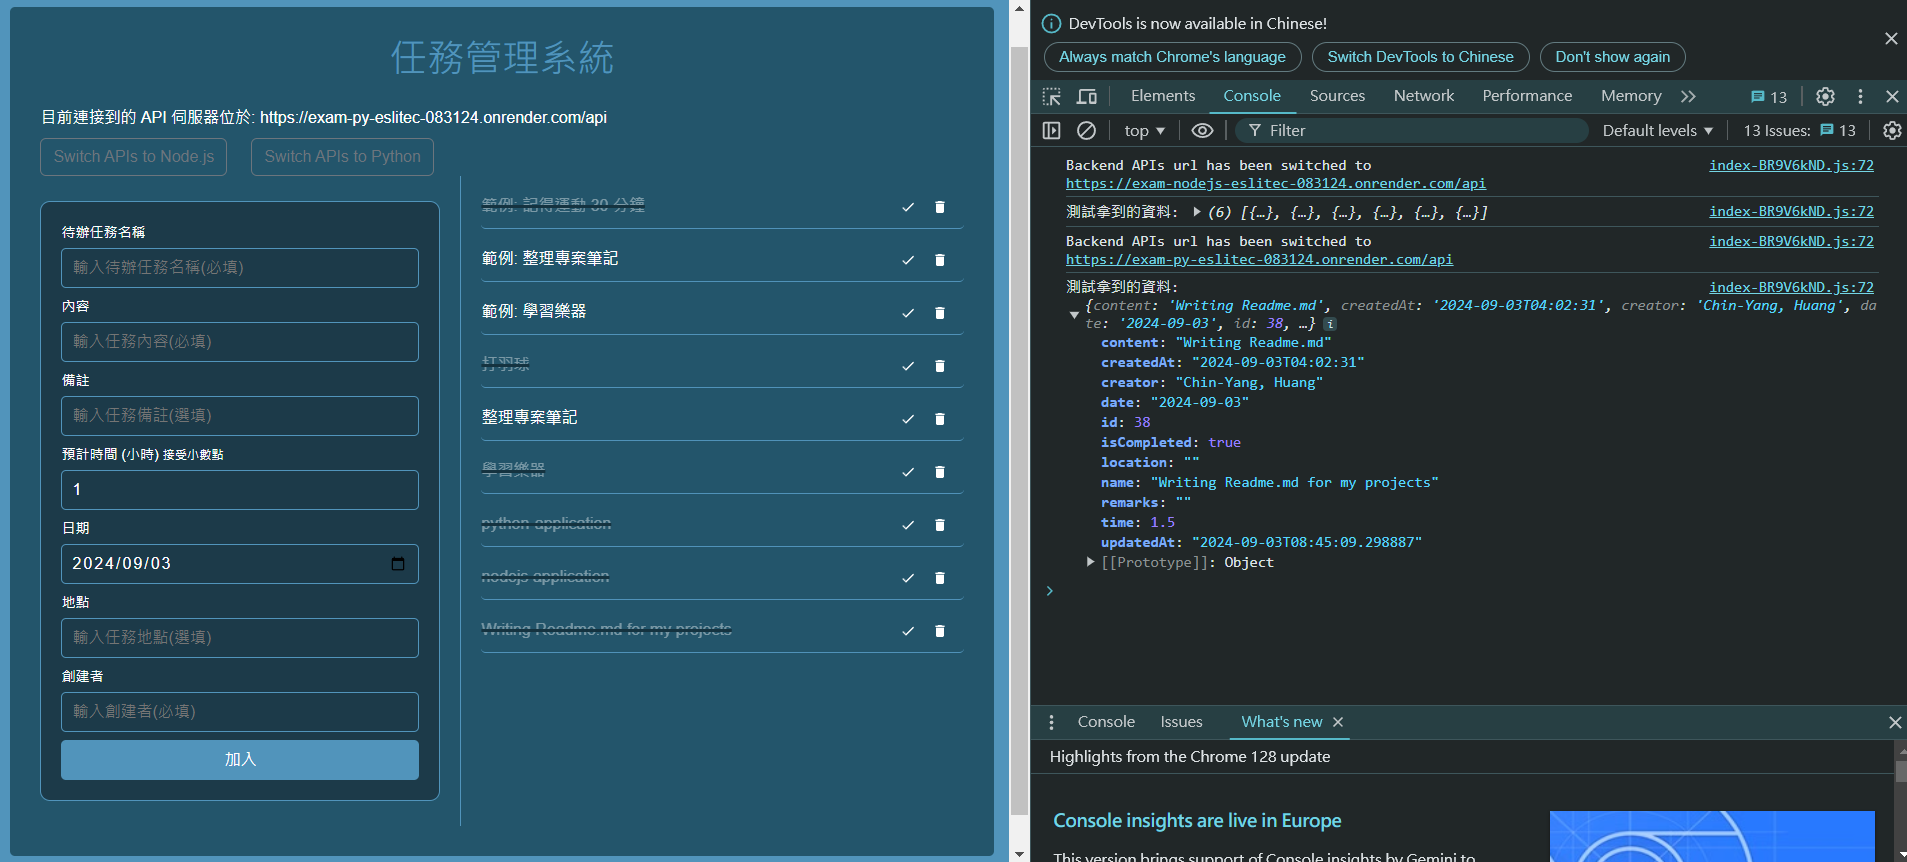 任務管理系統
目前連接到的 API 伺服器位於: https://exam-py-eslitec-083124.onrender.com/api
Switch APIs to Node.js
Switch APIs to Python
待辦任務名稱
輸入待辦任務名稱(必填)
內容
輸入任務內容(必填)
備註
輸入任務備註(選填)
預計時間 (小時) 接受小數點
1
日期
2024/09/03
地點
輸入任務地點(選填)
創建者
輸入創建者(必填)
加入
範例: 記得運動 30 分鐘
範例: 整理專案筆記
範例: 學習樂器
打羽球
整理專案筆記
學習樂器
python application
nodejs application
Writing Readme.md for my projects
DevTools is now available in Chinese!
Always match Chrome's language
Switch DevTools to Chinese
Don't show again
Elements
Console
Sources
Network
Performance
Memory
13
top
Filter
Default levels
13 Issues:
13
Backend APIs url has been switched to index-BR9V6kND.js:72
https://exam-nodejs-eslitec-083124.onrender.com/api
測試拿到的資料: (6) [{…}, {…}, {…}, {…}, {…}, {…}] index-BR9V6kND.js:72
Backend APIs url has been switched to index-BR9V6kND.js:72
https://exam-py-eslitec-083124.onrender.com/api
測試拿到的資料: index-BR9V6kND.js:72
{content: 'Writing Readme.md', createdAt: '2024-09-03T04:02:31', creator: 'Chin-Yang, Huang', da
te: '2024-09-03', id: 38, …} i
content: "Writing Readme.md"
createdAt: "2024-09-03T04:02:31"
creator: "Chin-Yang, Huang"
date: "2024-09-03"
id: 38
isCompleted: true
location: ""
name: "Writing Readme.md for my projects"
remarks: ""
time: 1.5
updatedAt: "2024-09-03T08:45:09.298887"
[[Prototype]]: Object
Console
Issues
What's new
Highlights from the Chrome 128 update
Console insights are live in Europe
This version brings support of Console insights by Gemini to